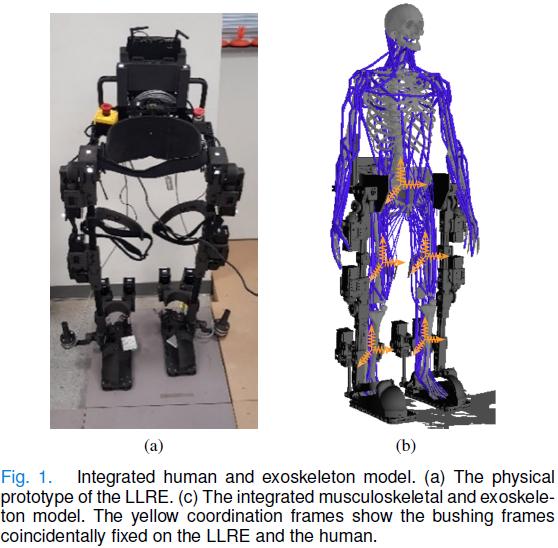 (a)
(b)
Fig. 1. Integrated human and exoskeleton model. (a) The physical
prototype of the LLRE. (c) The integrated musculoskeletal and exoskele-
ton model. The yellow coordination frames show the bushing frames
coincidentally fixed on the LLRE and the human.